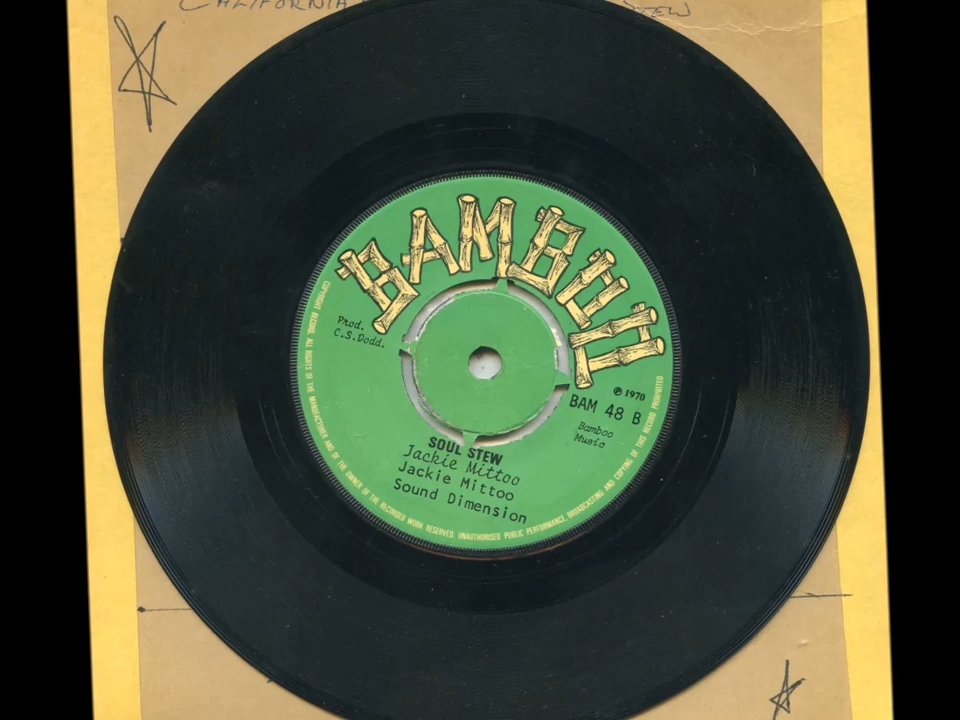 CALIFORNIA
BAMBOO
Prod.
C.S.Dodd.
℗ 1970
BAM 48 B
Bamboo
Music
SOUL STEW
Jackie Mittoo
Jackie Mittoo
Sound Dimension
COPYRIGHT RECORD. ALL RIGHTS OF THE MANUFACTURER AND OF THE OWNER OF THE RECORDED WORK RESERVED. UNAUTHORISED PUBLIC PERFORMANCE, BROADCASTING AND COPYING OF THIS RECORD PROHIBITED